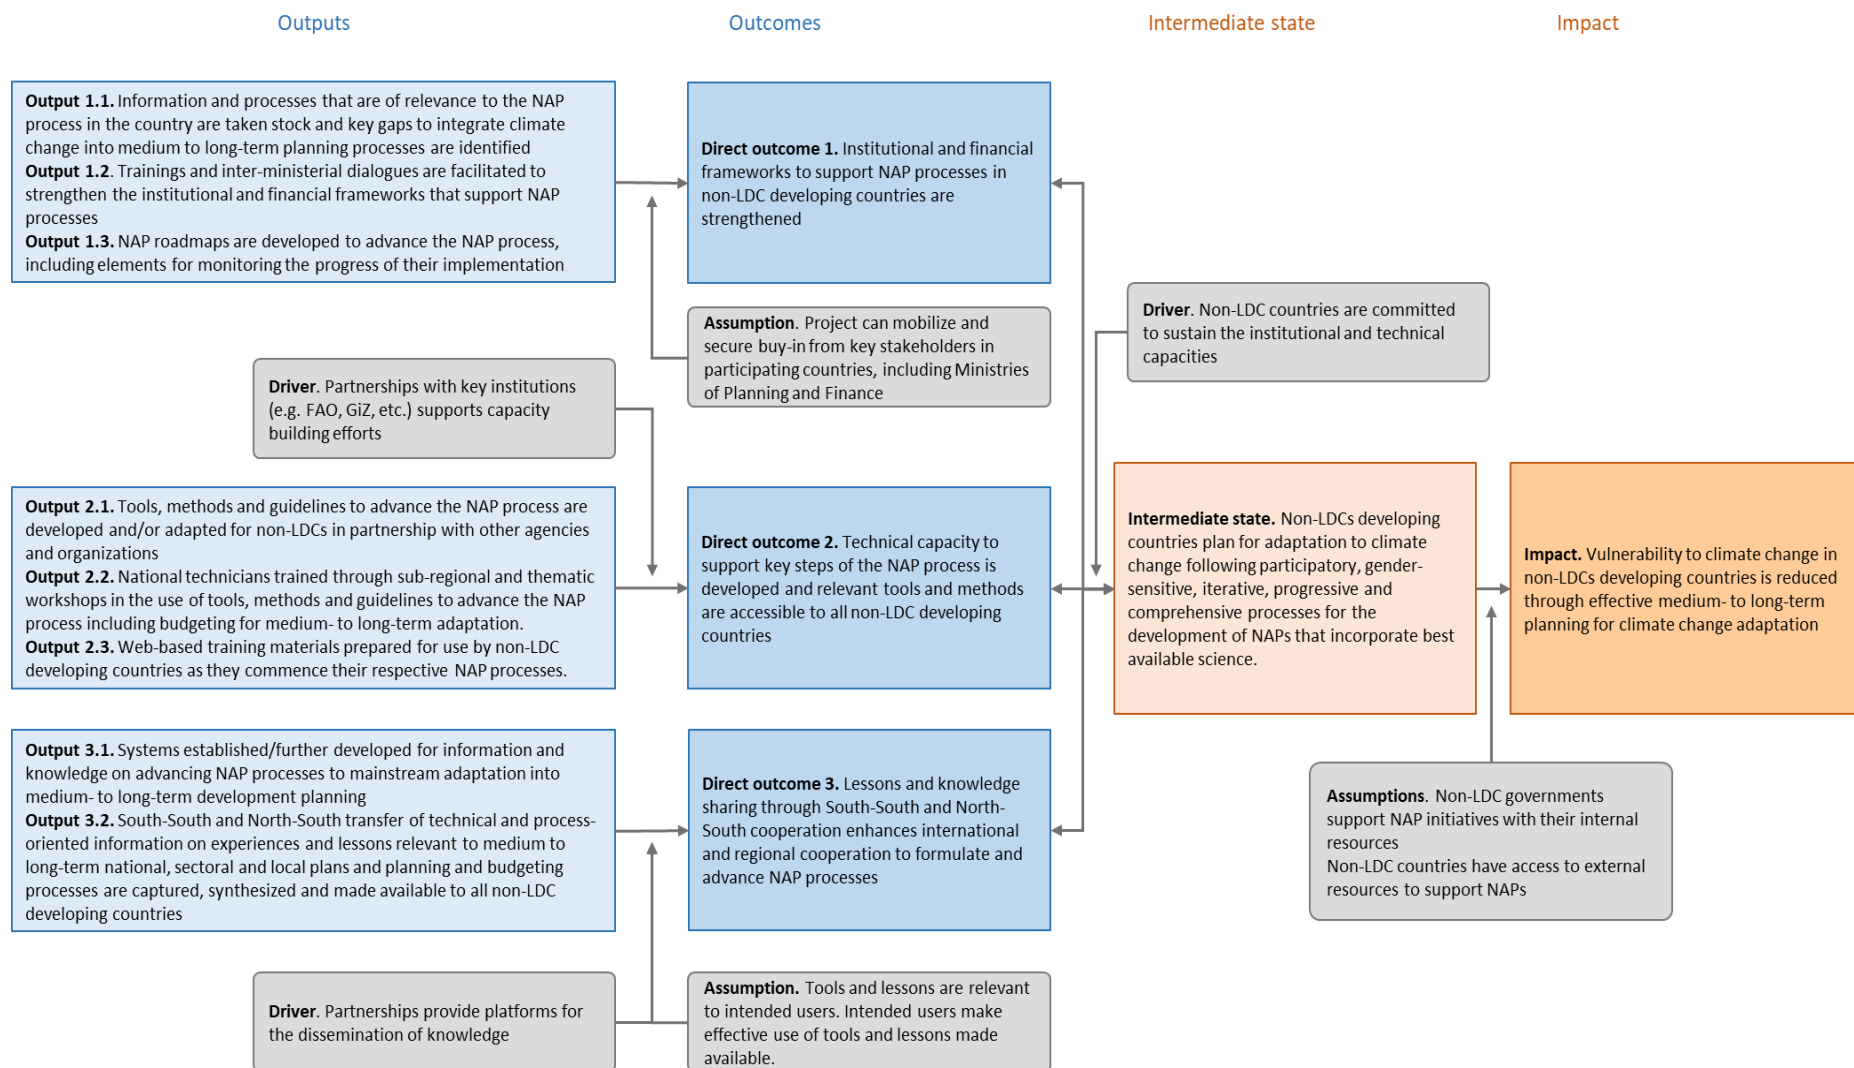 Outputs
Outcomes
Intermediate state
Impact
Output 1.1. Information and processes that are of relevance to the NAP
process in the country are taken stock and key gaps to integrate climate
change into medium to long-term planning processes are identified
Output 1.2. Trainings and inter-ministerial dialogues are facilitated to
strengthen the institutional and financial frameworks that support NAP
processes
Output 1.3. NAP roadmaps are developed to advance the NAP process,
including elements for monitoring the progress of their implementation
Direct outcome 1. Institutional and financial
frameworks to support NAP processes in
non-LDC developing countries are
strengthened
Assumption. Project can mobilize and
secure buy-in from key stakeholders in
participating countries, including Ministries
of Planning and Finance
Driver. Non-LDC countries are committed
to sustain the institutional and technical
capacities
Driver. Partnerships with key institutions
(e.g. FAO, GiZ, etc.) supports capacity
building efforts
Output 2.1. Tools, methods and guidelines to advance the NAP process are
developed and/or adapted for non-LDCs in partnership with other agencies
and organizations
Output 2.2. National technicians trained through sub-regional and thematic
workshops in the use of tools, methods and guidelines to advance the NAP
process including budgeting for medium- to long-term adaptation.
Output 2.3. Web-based training materials prepared for use by non-LDC
developing countries as they commence their respective NAP processes.
Direct outcome 2. Technical capacity to
support key steps of the NAP process is
developed and relevant tools and methods
are accessible to all non-LDC developing
countries
Intermediate state. Non-LDCs developing
countries plan for adaptation to climate
change following participatory, gender-
sensitive, iterative, progressive and
comprehensive processes for the
development of NAPs that incorporate best
available science.
Impact. Vulnerability to climate change in
non-LDCs developing countries is reduced
through effective medium- to long-term
planning for climate change adaptation
Output 3.1. Systems established/further developed for information and
knowledge on advancing NAP processes to mainstream adaptation into
medium- to long-term development planning
Output 3.2. South-South and North-South transfer of technical and process-
oriented information on experiences and lessons relevant to medium to
long-term national, sectoral and local plans and planning and budgeting
processes are captured, synthesized and made available to all non-LDC
developing countries
Direct outcome 3. Lessons and knowledge
sharing through South-South and North-
South cooperation enhances international
and regional cooperation to formulate and
advance NAP processes
Assumptions. Non-LDC governments
support NAP initiatives with their internal
resources
Non-LDC countries have access to external
resources to support NAPs
Driver. Partnerships provide platforms for
the dissemination of knowledge
Assumption. Tools and lessons are relevant
to intended users. Intended users make
effective use of tools and lessons made
available.